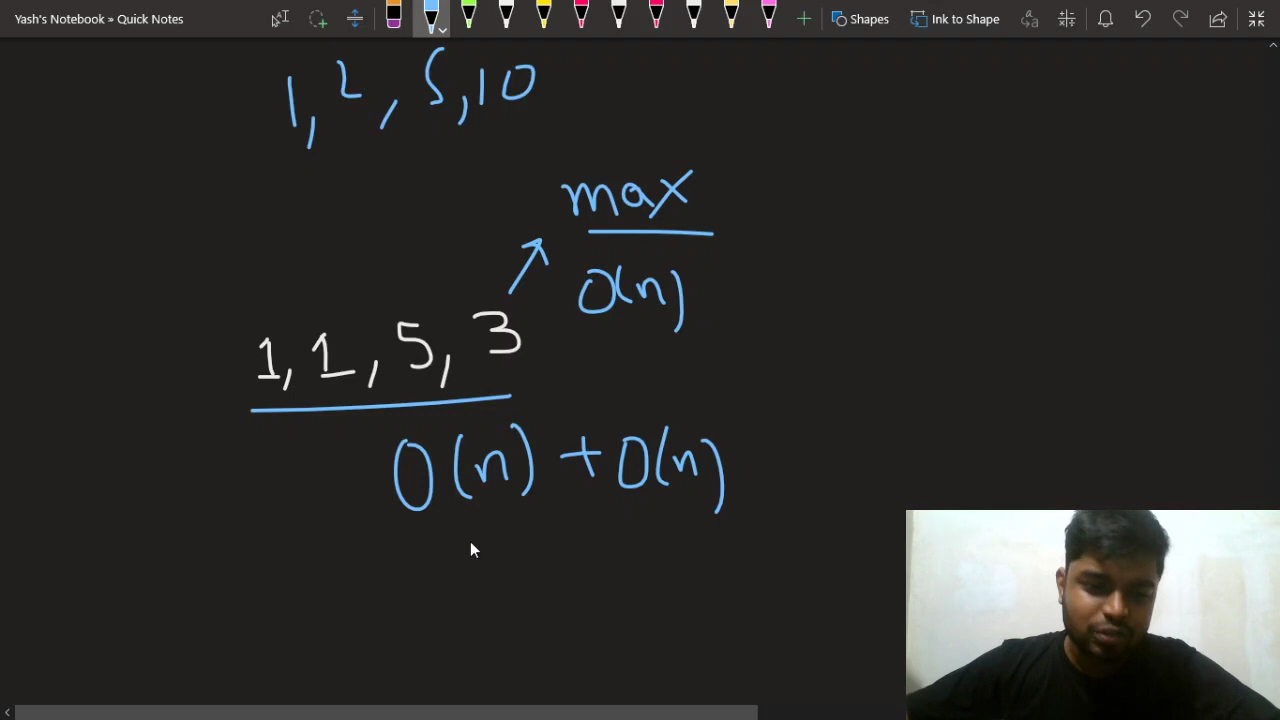 Yash's Notebook » Quick Notes
Shapes
Ink to Shape
1, 2, 5, 10
max
O(n)
1, 1, 5, 3
O(n) + O(n)